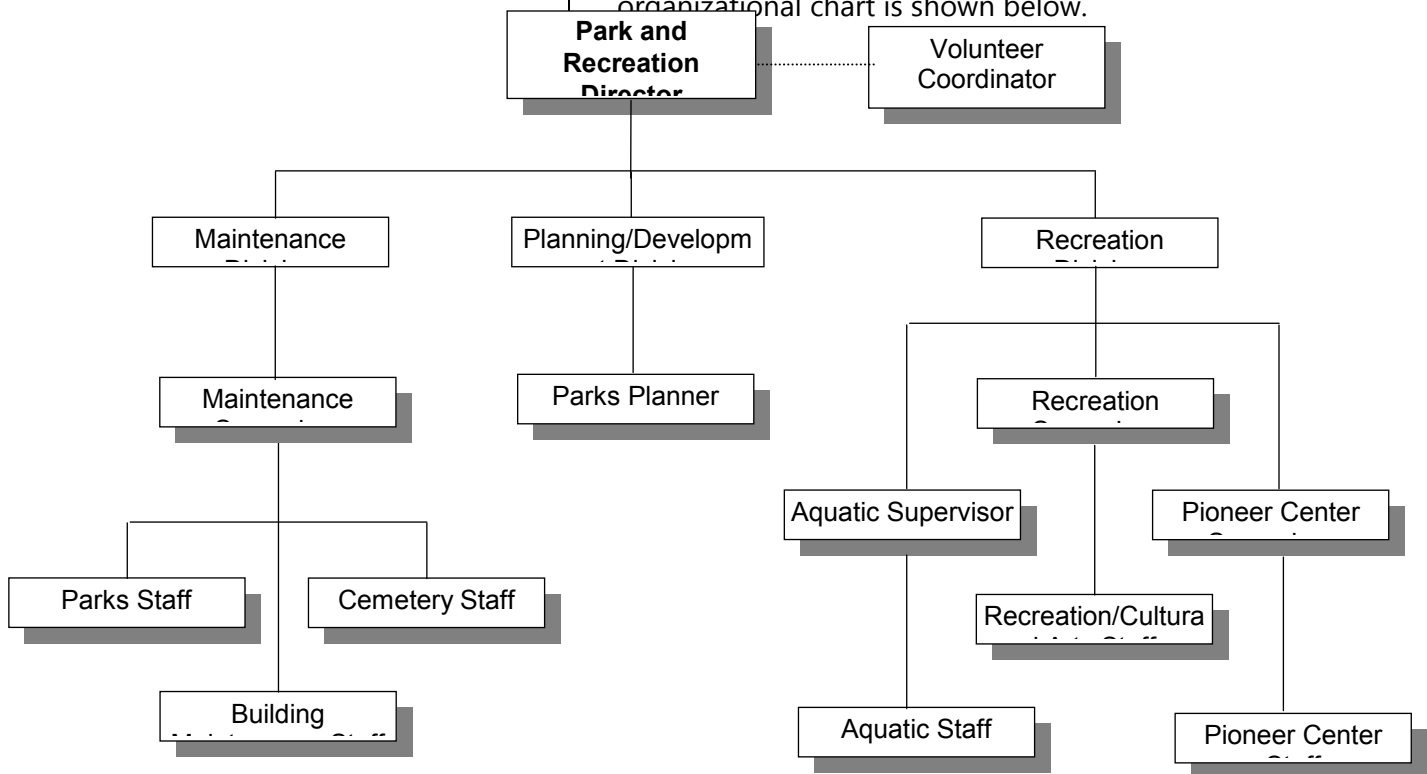 organizational chart is shown below.
Park and
Recreation
Director
Volunteer
Coordinator
Maintenance
Planning/Developm
Recreation
Maintenance
Parks Planner
Recreation
Aquatic Supervisor
Pioneer Center
Parks Staff
Cemetery Staff
Recreation/Cultura
Building
Aquatic Staff
Pioneer Center